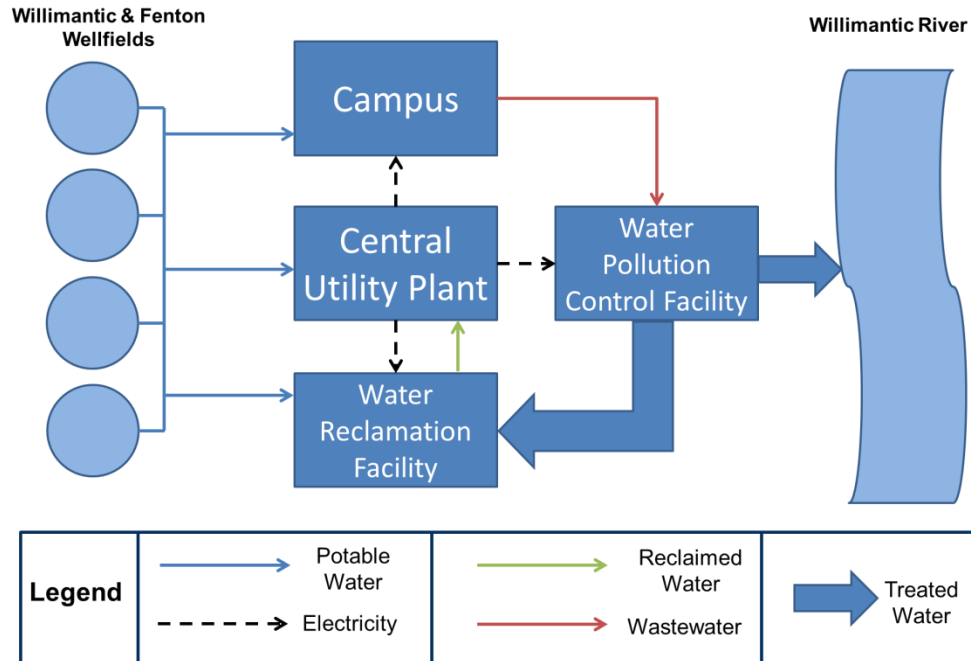 Willimantic & Fenton
Wellfields
Willimantic River
Campus
Central
Utility Plant
Water
Pollution
Control Facility
Water
Reclamation
Facility
Legend
Potable
Water
Electricity
Reclaimed
Water
Wastewater
Treated
Water